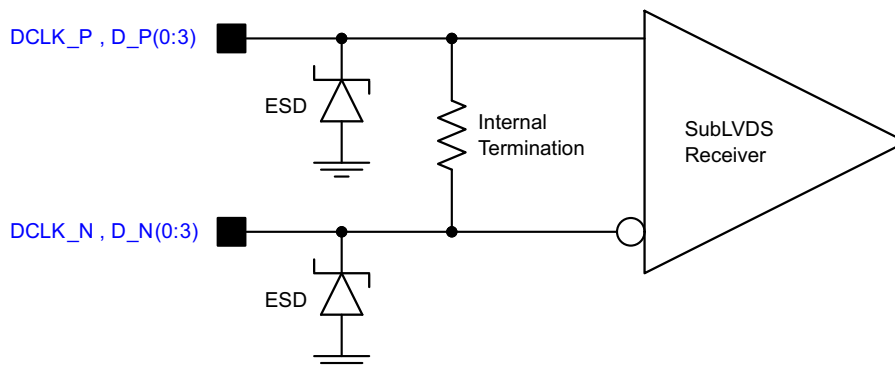 DCLK_P , D_P(0:3)
ESD
Internal
Termination
SubLVDS
Receiver
DCLK_N , D_N(0:3)
ESD